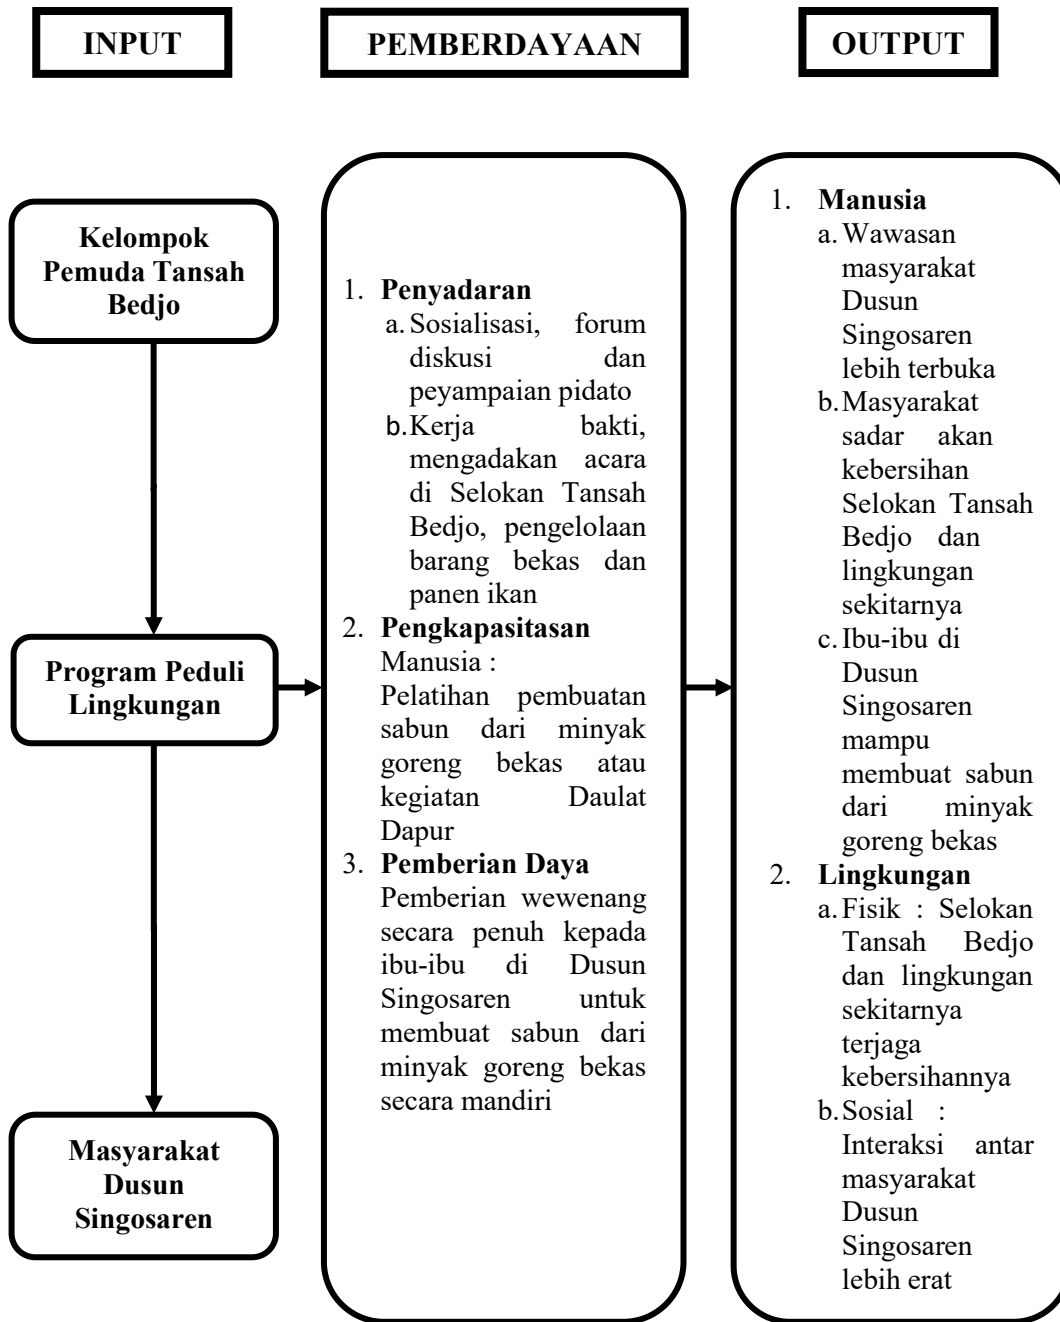 INPUT
PEMBERDAYAAN
OUTPUT
Kelompok
Pemuda Tansah
Bedjo
Program Peduli
Lingkungan
Masyarakat
Dusun
Singosaren
1. Penyadaran
a. Sosialisasi, forum
diskusi dan
peyampaian pidato
b. Kerja bakti,
mengadakan acara
di Selokan Tansah
Bedjo, pengelolaan
barang bekas dan
panen ikan
2. Pengkapasitasan
Manusia :
Pelatihan pembuatan
sabun dari minyak
goreng bekas atau
kegiatan Daulat
Dapur
3. Pemberian Daya
Pemberian wewenang
secara penuh kepada
ibu-ibu di Dusun
Singosaren untuk
membuat sabun dari
minyak goreng bekas
secara mandiri
1. Manusia
a. Wawasan
masyarakat
Dusun
Singosaren
lebih terbuka
b. Masyarakat
sadar akan
kebersihan
Selokan Tansah
Bedjo dan
lingkungan
sekitarnya
c. Ibu-ibu di
Dusun
Singosaren
mampu
membuat sabun
dari minyak
goreng bekas
2. Lingkungan
a. Fisik : Selokan
Tansah Bedjo
dan lingkungan
sekitarnya
terjaga
kebersihannya
b. Sosial :
Interaksi antar
masyarakat
Dusun
Singosaren
lebih erat